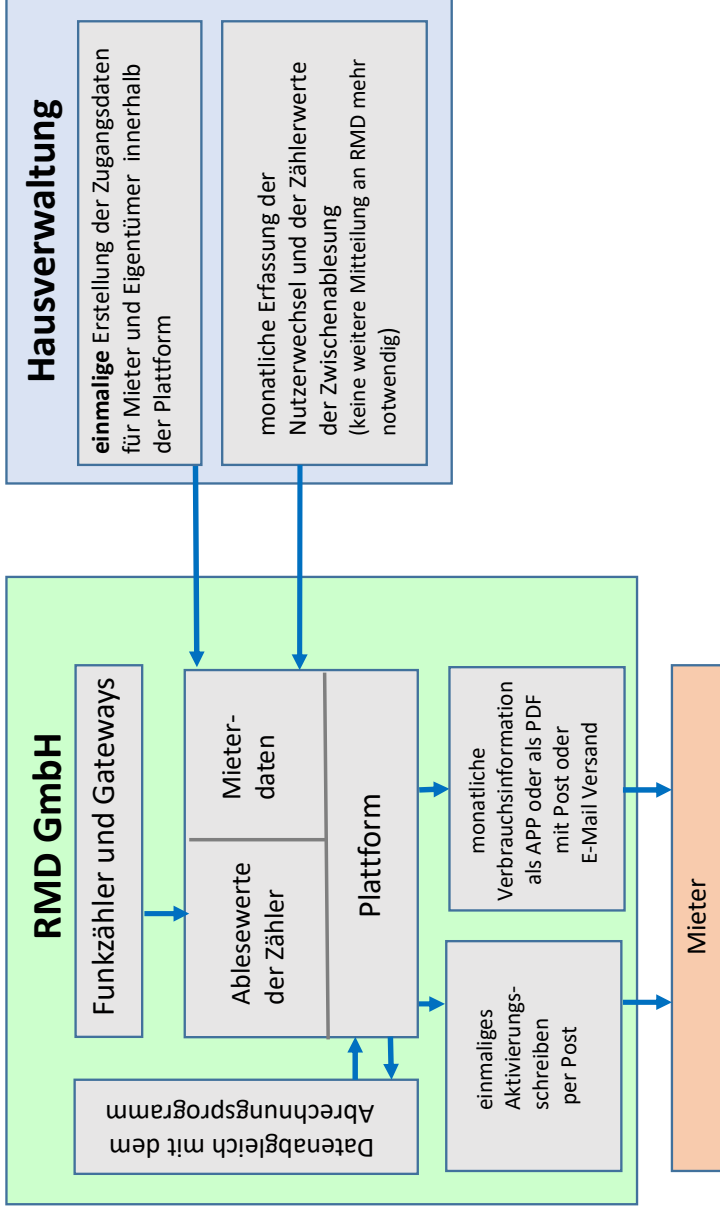 RMD GmbH
Funkzähler und Gateways
Datenabgleich mit dem
Abrechnungsprogramm
Ablesewerte
der Zähler
Mieter-
daten
Plattform
einmaliges
Aktivierungs-
schreiben
per Post
monatliche
Verbrauchsinformation
als APP oder als PDF
mit Post oder
E-Mail Versand
Mieter
Hausverwaltung
einmalige Erstellung der Zugangsdaten
für Mieter und Eigentümer innerhalb
der Plattform
monatliche Erfassung der
Nutzerwechsel und der Zählerwerte
der Zwischenablesung
(keine weitere Mitteilung an RMD mehr
notwendig)